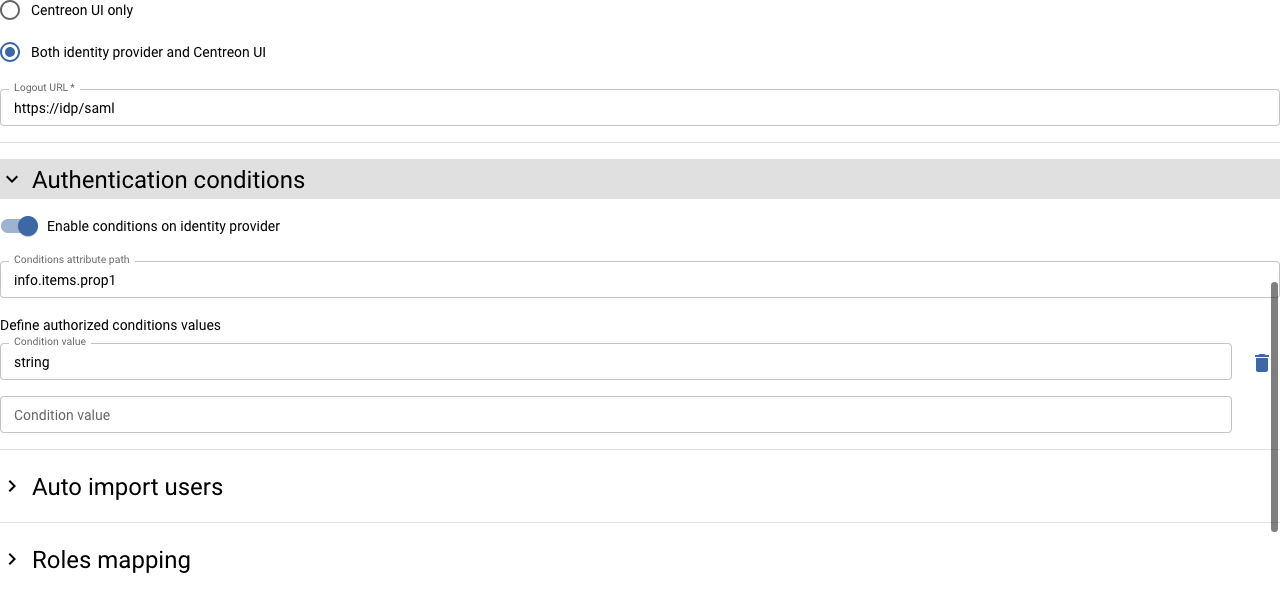 Centreon UI only
Both identity provider and Centreon UI
Logout URL *
https://idp/saml
Authentication conditions
Enable conditions on identity provider
Conditions attribute path
info.items.prop1
Define authorized conditions values
Condition value
string
Condition value
Auto import users
Roles mapping